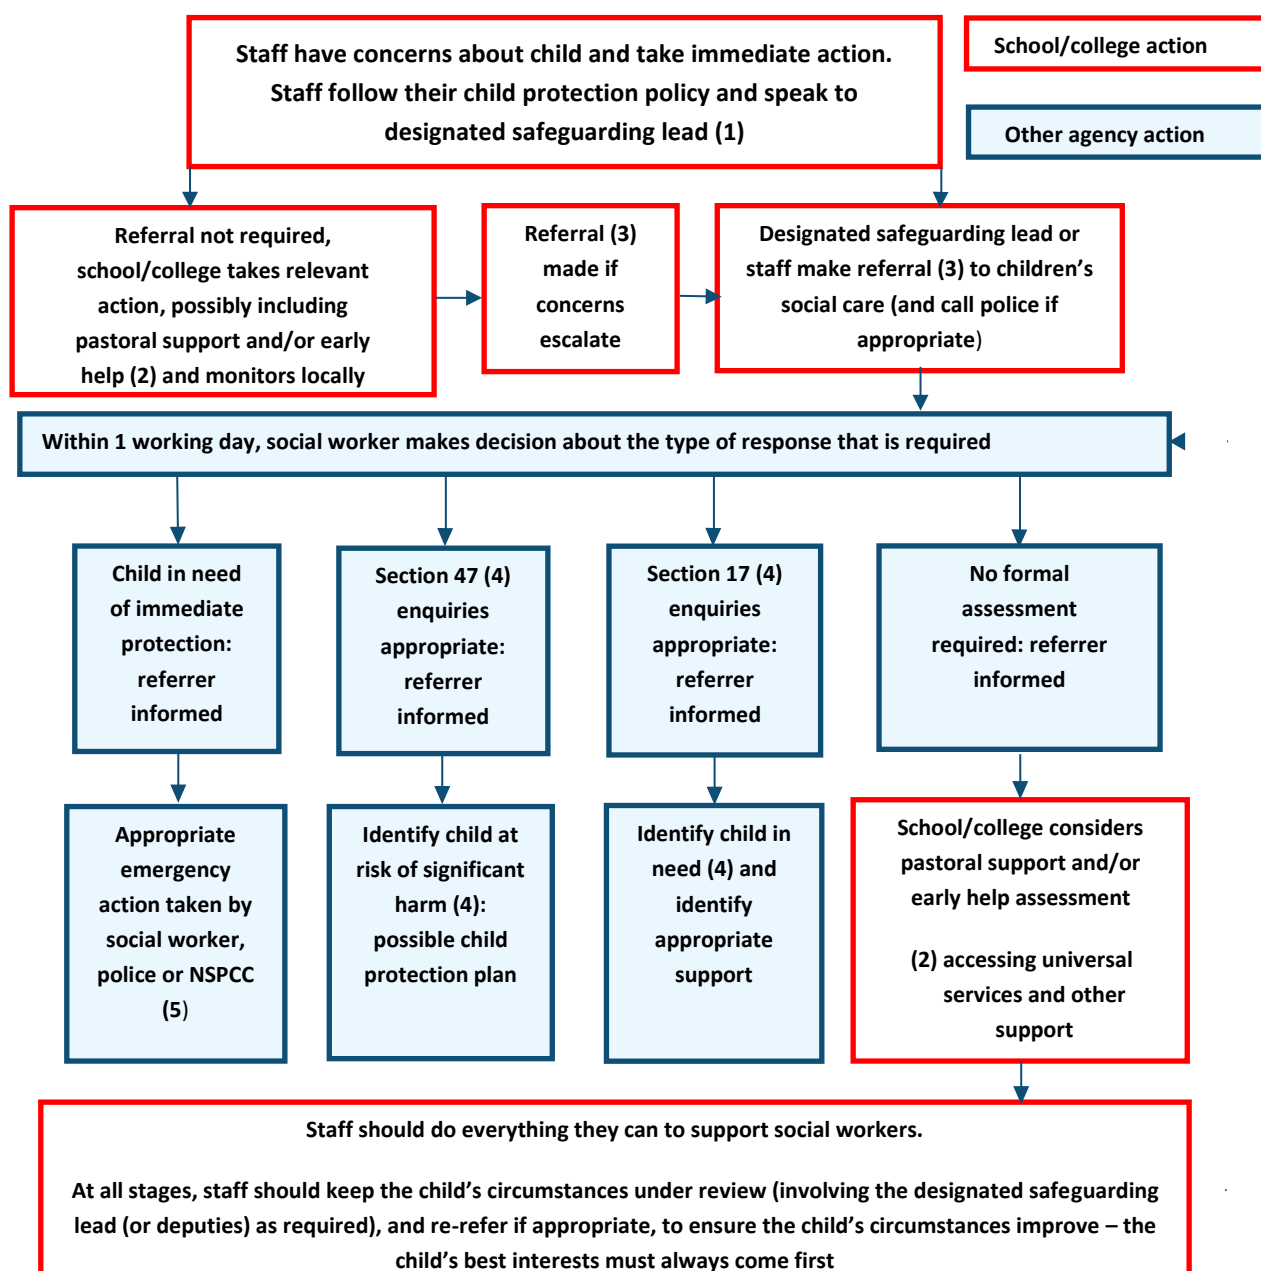 Staff have concerns about child and take immediate action.
Staff follow their child protection policy and speak to
designated safeguarding lead (1)
School/college action
Other agency action
Referral not required,
school/college takes relevant
action, possibly including
pastoral support and/or early
help (2) and monitors locally
Referral (3)
made if
concerns
escalate
Designated safeguarding lead or
staff make referral (3) to children’s
social care (and call police if
appropriate)
Within 1 working day, social worker makes decision about the type of response that is required
Child in need
of immediate
protection:
referrer
informed
Section 47 (4)
enquiries
appropriate:
referrer
informed
Section 17 (4)
enquiries
appropriate:
referrer
informed
No formal
assessment
required: referrer
informed
Appropriate
emergency
action taken by
social worker,
police or NSPCC
(5)
Identify child at
risk of significant
harm (4):
possible child
protection plan
Identify child in
need (4) and
identify
appropriate
support
School/college considers
pastoral support and/or
early help assessment
(2) accessing universal
services and other
support
Staff should do everything they can to support social workers.
At all stages, staff should keep the child’s circumstances under review (involving the designated safeguarding
lead (or deputies) as required), and re-refer if appropriate, to ensure the child’s circumstances improve – the
child’s best interests must always come first